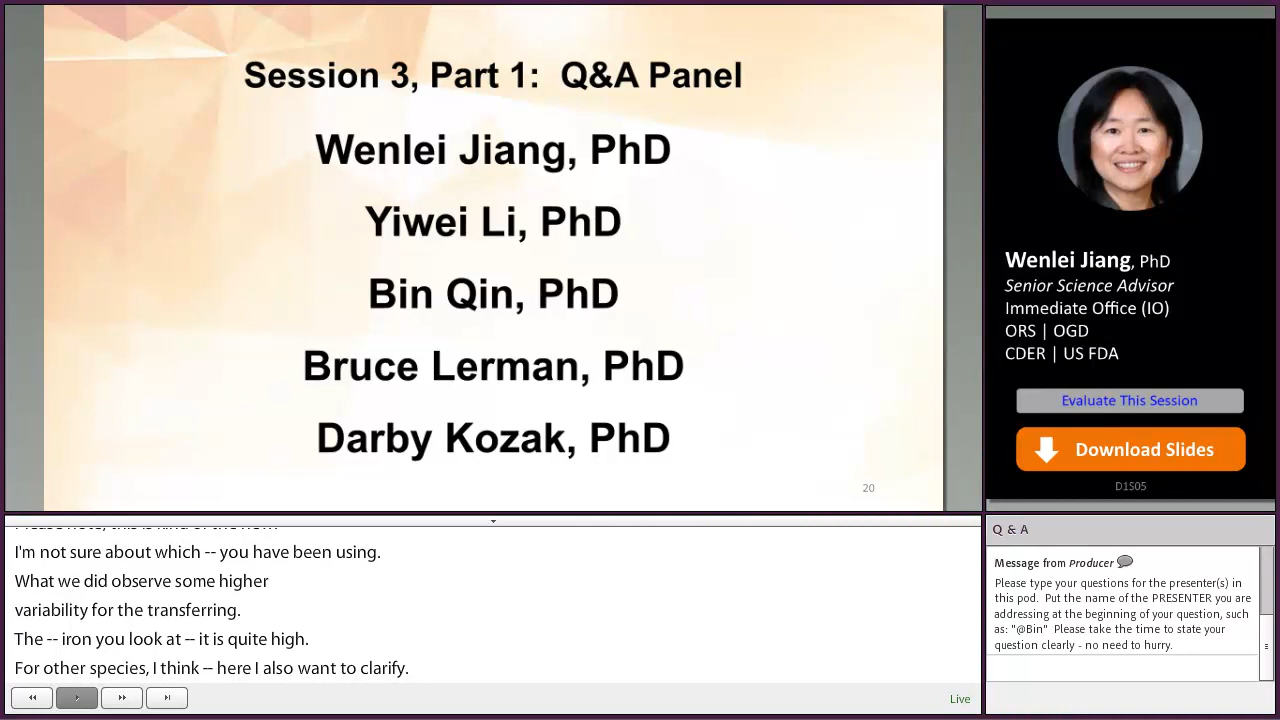 Session 3, Part 1:  Q&A Panel
Wenlei Jiang, PhD
Yiwei Li, PhD
Bin Qin, PhD
Bruce Lerman, PhD
Darby Kozak, PhD
20
Wenlei Jiang, PhD
Senior Science Advisor
Immediate Office (IO)
ORS | OGD
CDER | US FDA
Evaluate This Session
Download Slides
D1S05
I'm not sure about which -- you have been using.
What we did observe some higher
variability for the transferring.
The -- iron you look at -- it is quite high.
For other species, I think -- here I also want to clarify.
Live
Q & A
Message from Producer
Please type your questions for the presenter(s) in
this pod.  Put the name of the PRESENTER you are
addressing at the beginning of your question, such
as: "@Bin"  Please take the time to state your
question clearly - no need to hurry.